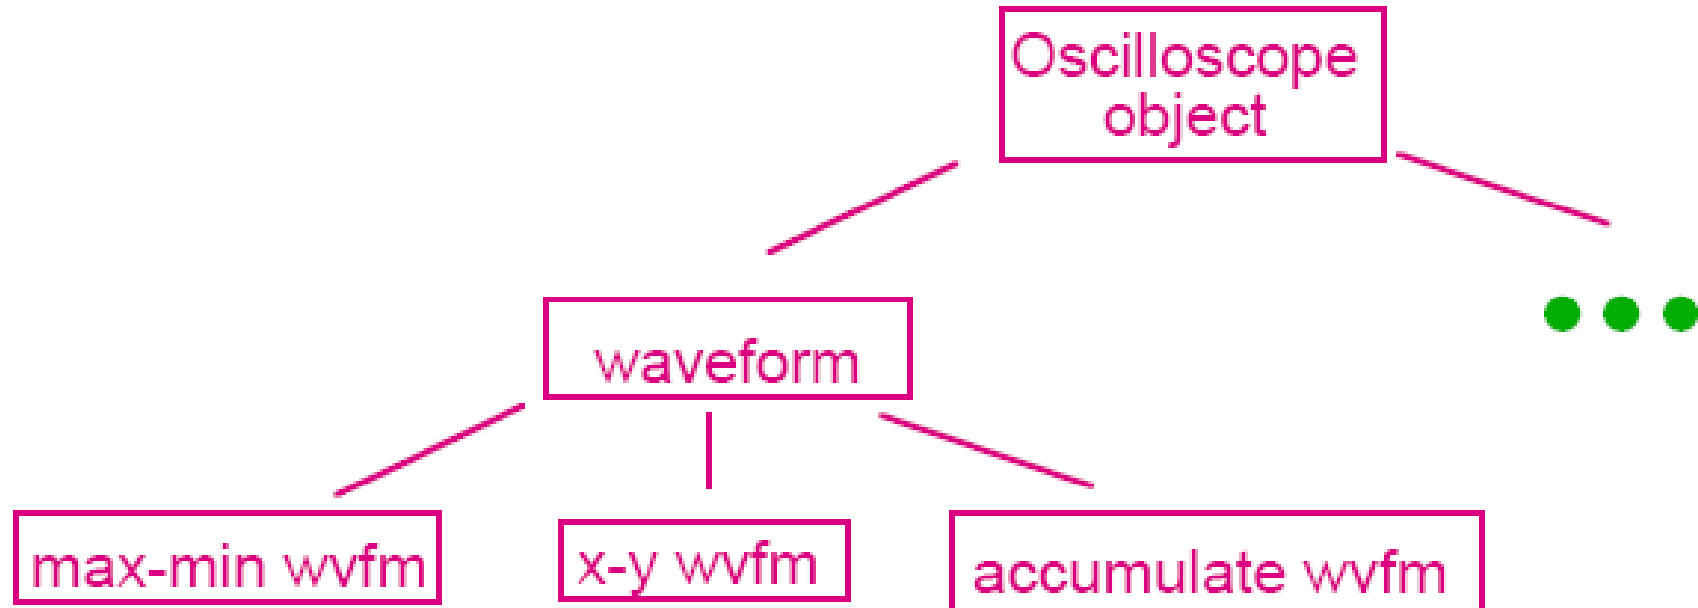 Oscilloscope
object
waveform
max-min wvfm
x-y wvfm
accumulate wvfm